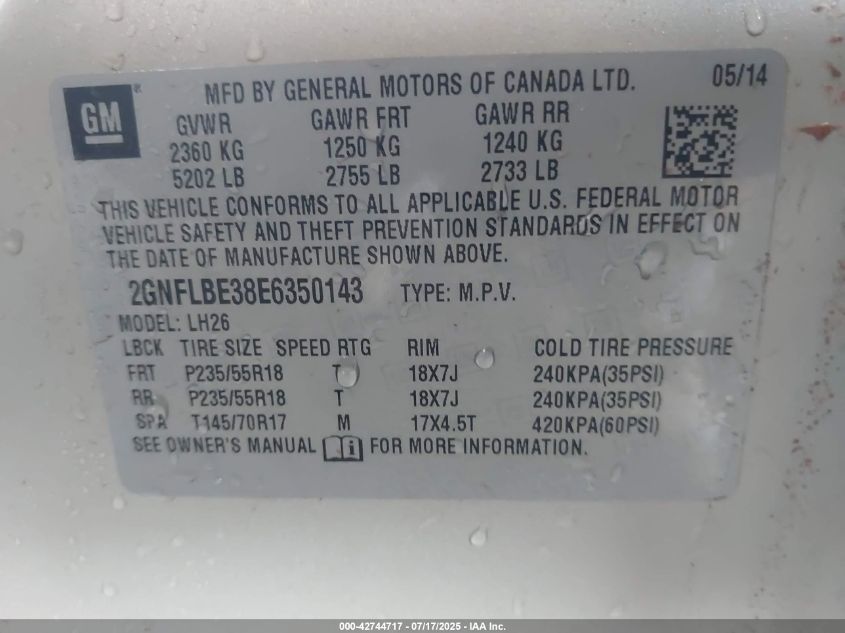 MFD BY GENERAL MOTORS OF CANADA LTD. 05/14
GM®
GVWR GAWR FRT GAWR RR
2360 KG 1250 KG 1240 KG
5202 LB 2755 LB 2733 LB
THIS VEHICLE CONFORMS TO ALL APPLICABLE U.S. FEDERAL MOTOR
VEHICLE SAFETY AND THEFT PREVENTION STANDARDS IN EFFECT ON
THE DATE OF MANUFACTURE SHOWN ABOVE.
2GNFLBE38E6350143 TYPE: M.P.V.
MODEL: LH26
LBCK TIRE SIZE SPEED RTG RIM COLD TIRE PRESSURE
FRT P235/55R18 T 18X7J 240KPA(35PSI)
RR P235/55R18 T 18X7J 240KPA(35PSI)
SPA T145/70R17 M 17X4.5T 420KPA(60PSI)
SEE OWNER'S MANUAL i FOR MORE INFORMATION.
000-42744717 - 07/17/2025 - IAA Inc.